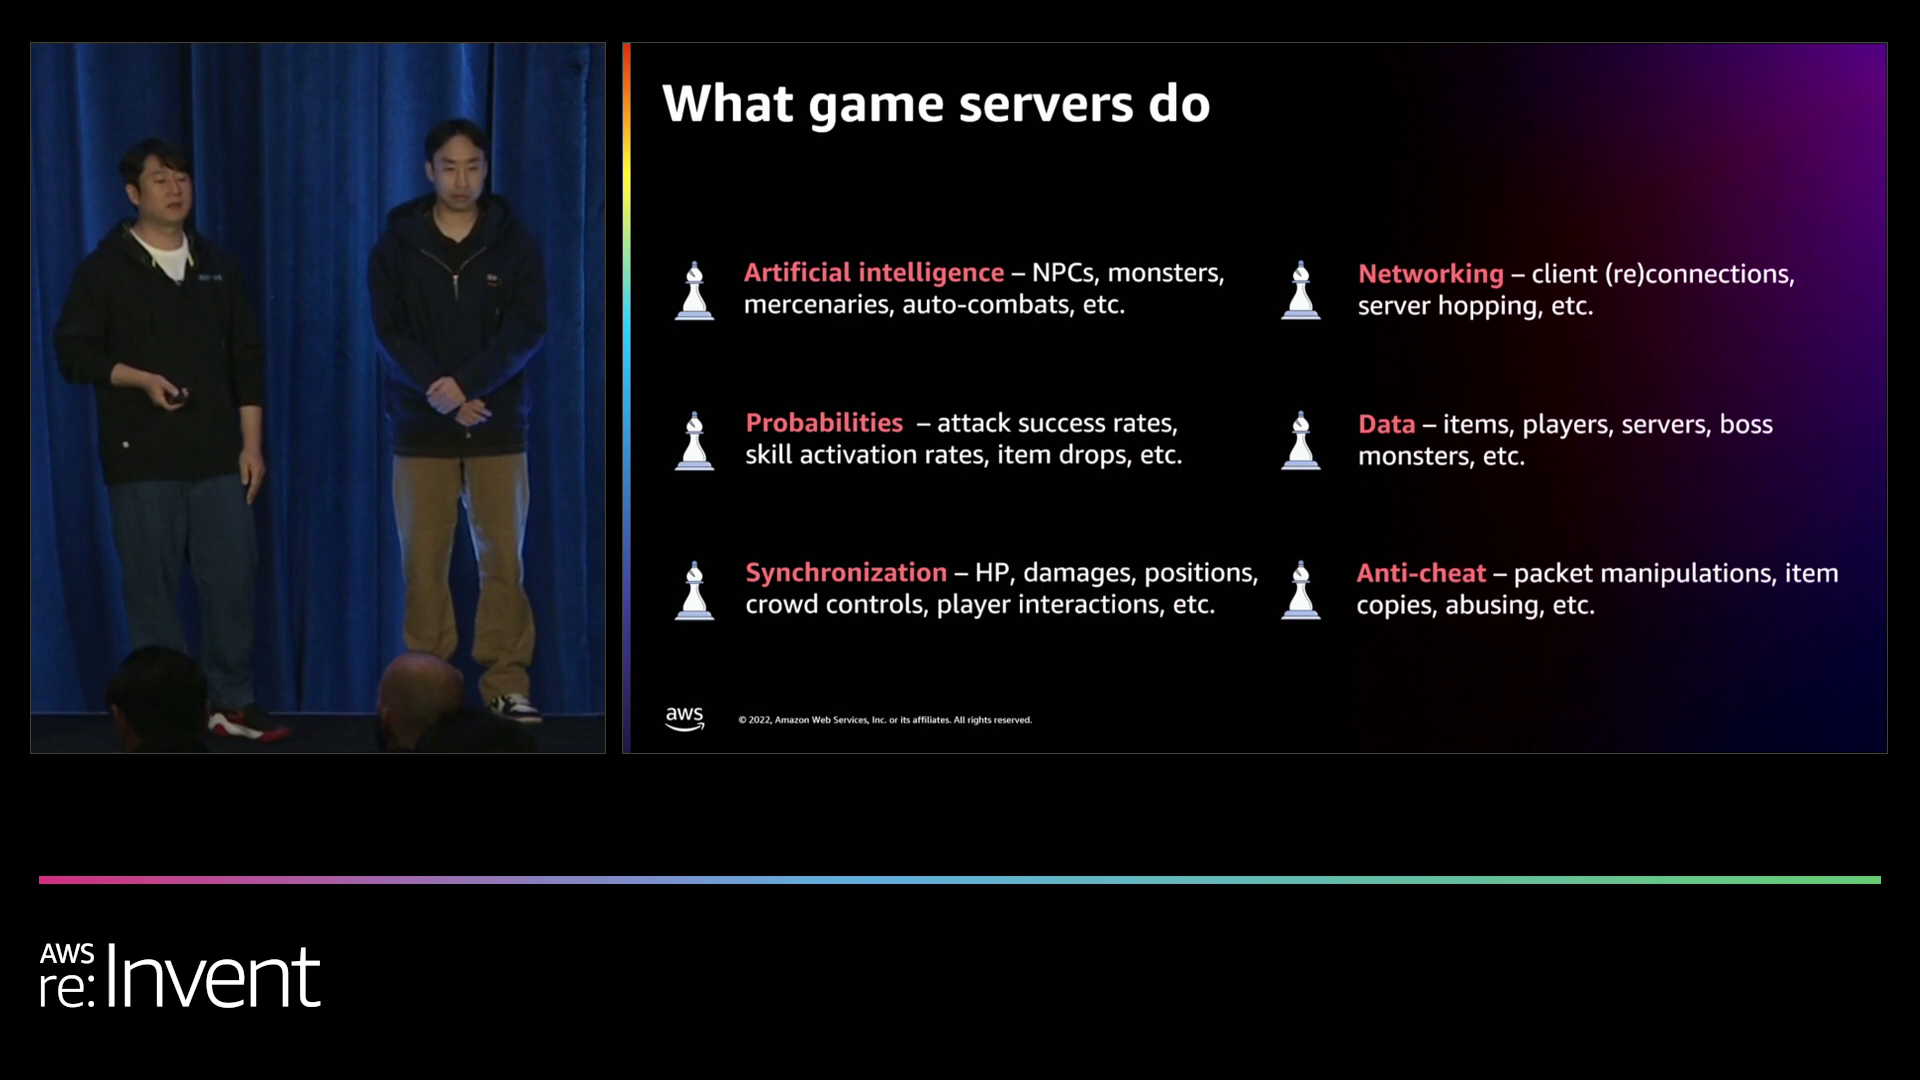 What game servers do
Artificial intelligence – NPCs, monsters,
mercenaries, auto-combats, etc.
Networking – client (re)connections,
server hopping, etc.
Probabilities – attack success rates,
skill activation rates, item drops, etc.
Data – items, players, servers, boss
monsters, etc.
Synchronization – HP, damages, positions,
crowd controls, player interactions, etc.
Anti-cheat – packet manipulations, item
copies, abusing, etc.
aws
© 2022, Amazon Web Services, Inc. or its affiliates. All rights reserved.
AWS
re:Invent